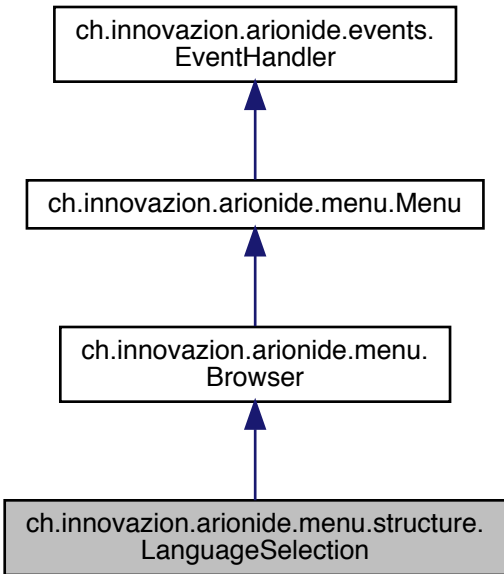 ch.innovazion.arionide.events.
EventHandler
ch.innovazion.arionide.menu.Menu
ch.innovazion.arionide.menu.
Browser
ch.innovazion.arionide.menu.structure.
LanguageSelection